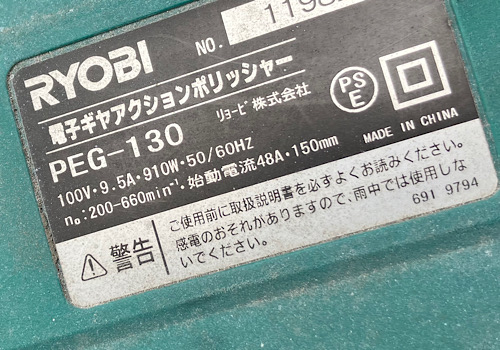 RYOBI
NO. 1198
電子ギヤアクションポリッシャー
PEG-130
リョービ株式会社
PS
E
100V・9.5A・910W・50/60HZ
n₀:200-660min⁻¹・始動電流48A・150mm
MADE IN CHINA
警告
ご使用前に取扱説明書を必ずよくお読みください。
感電のおそれがありますので、雨中では使用しな
いでください。
691 9794